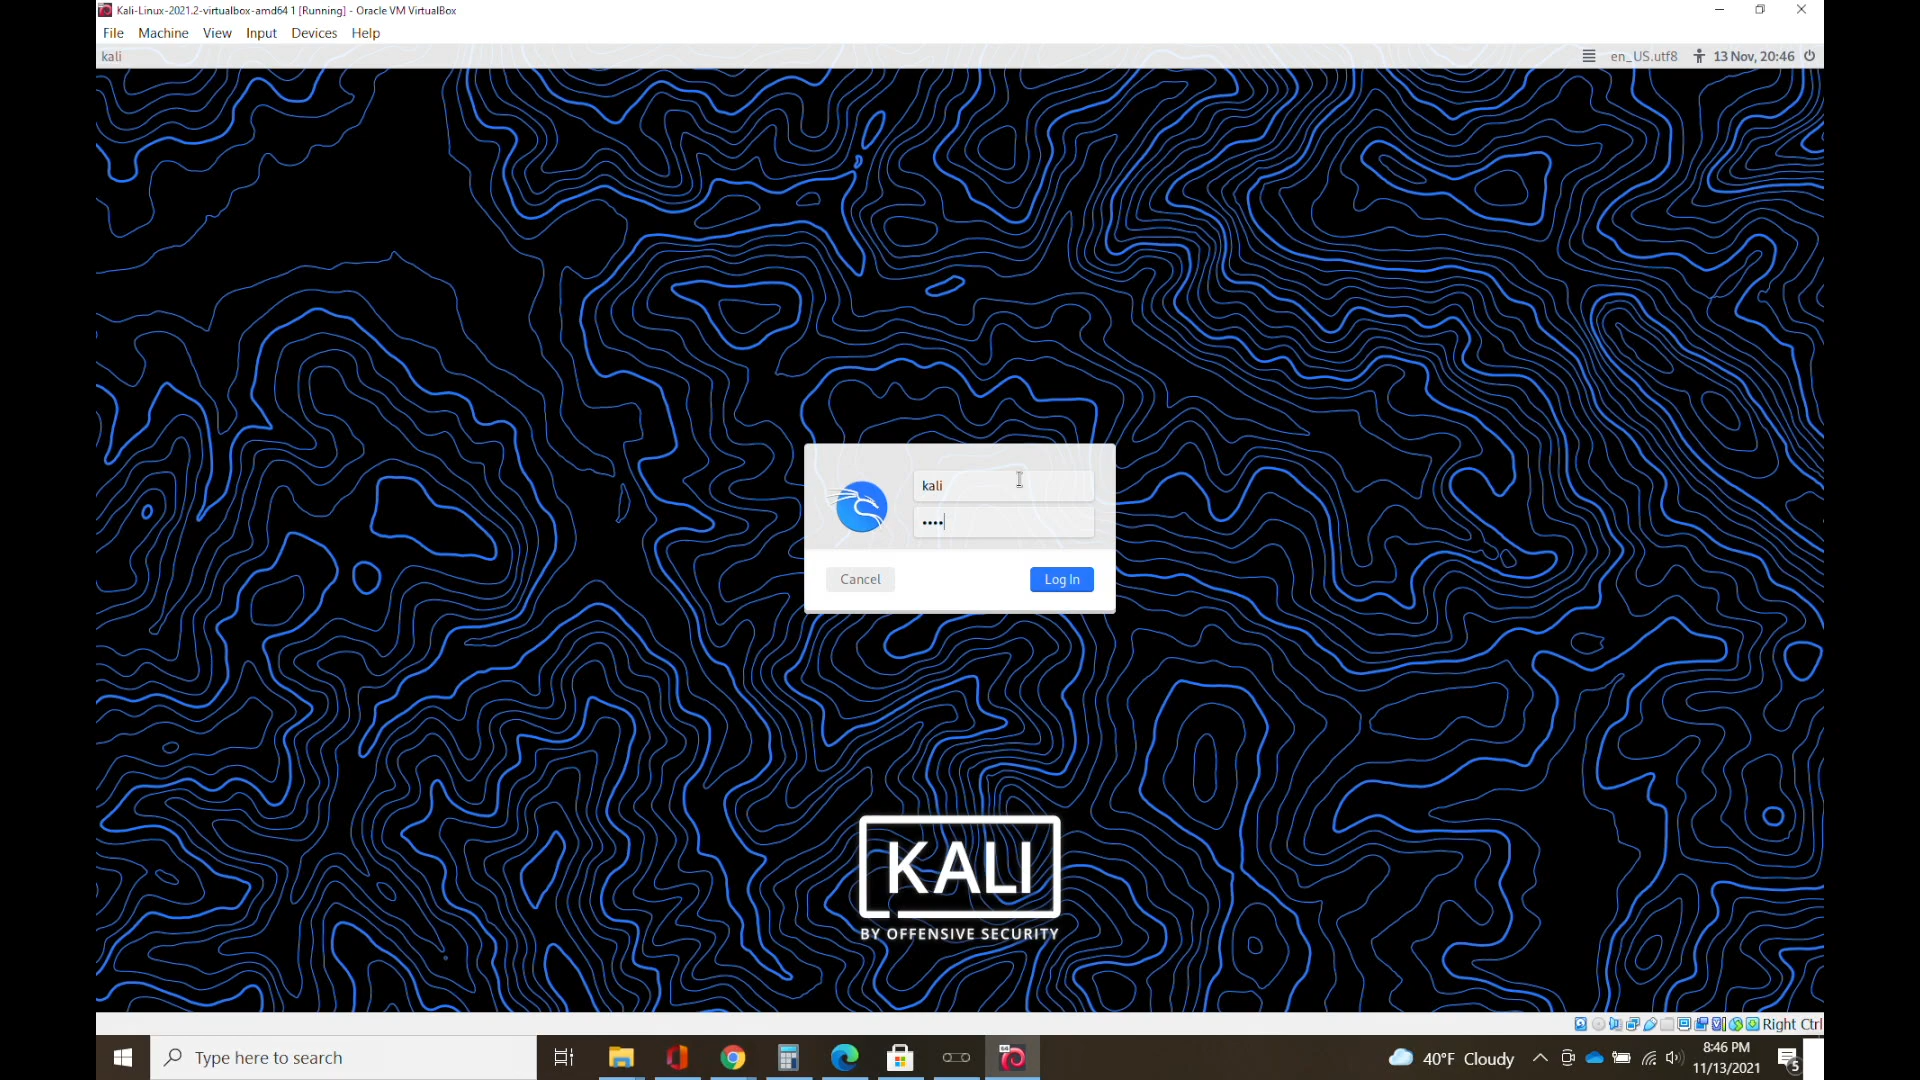 Kali-Linux-2021.2-virtualbox-amd64 1 [Running] - Oracle VM VirtualBox
File Machine View Input Devices Help
kali en_US.utf8 13 Nov, 20:46
kali
••••
Cancel Log In
KALI
BY OFFENSIVE SECURITY
Right Ctrl
Type here to search 64 40°F Cloudy 8:46 PM
11/13/2021 5